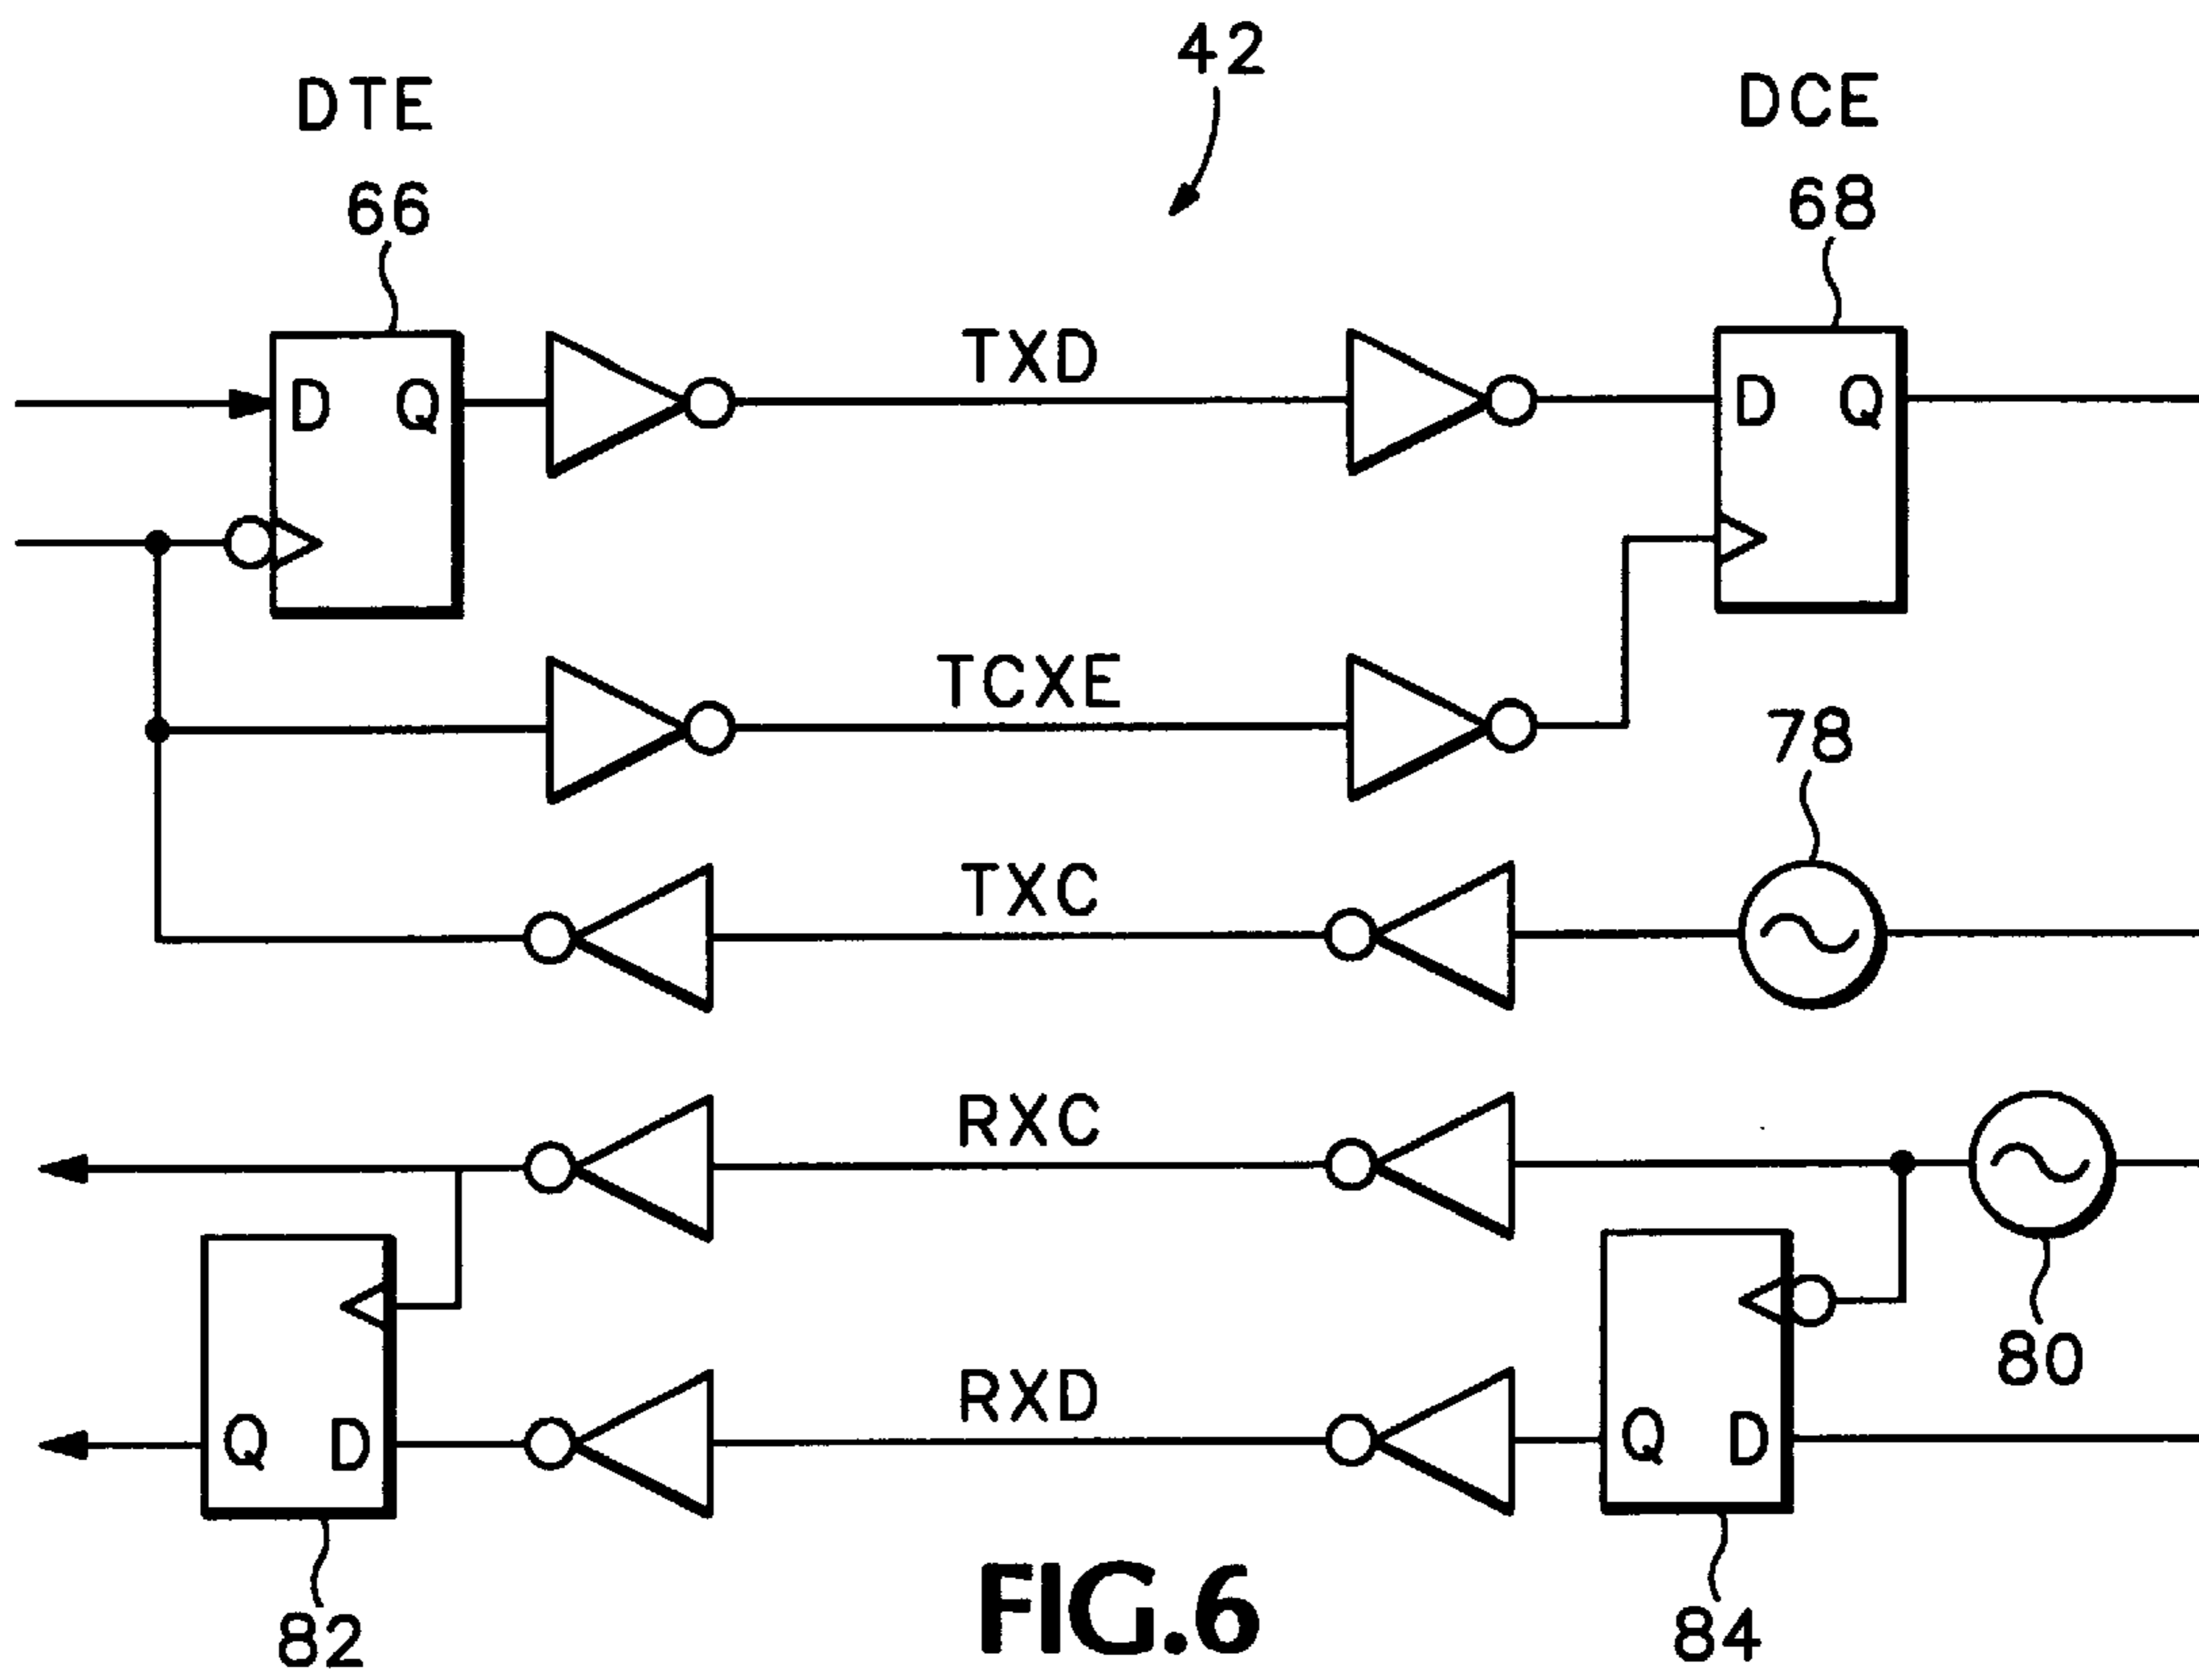 42
DTE
DCE
66
68
D Q
TXD
D Q
TCXE
78
TXC
RXC
80
Q D
RXD
Q D
82
84
FIG.6